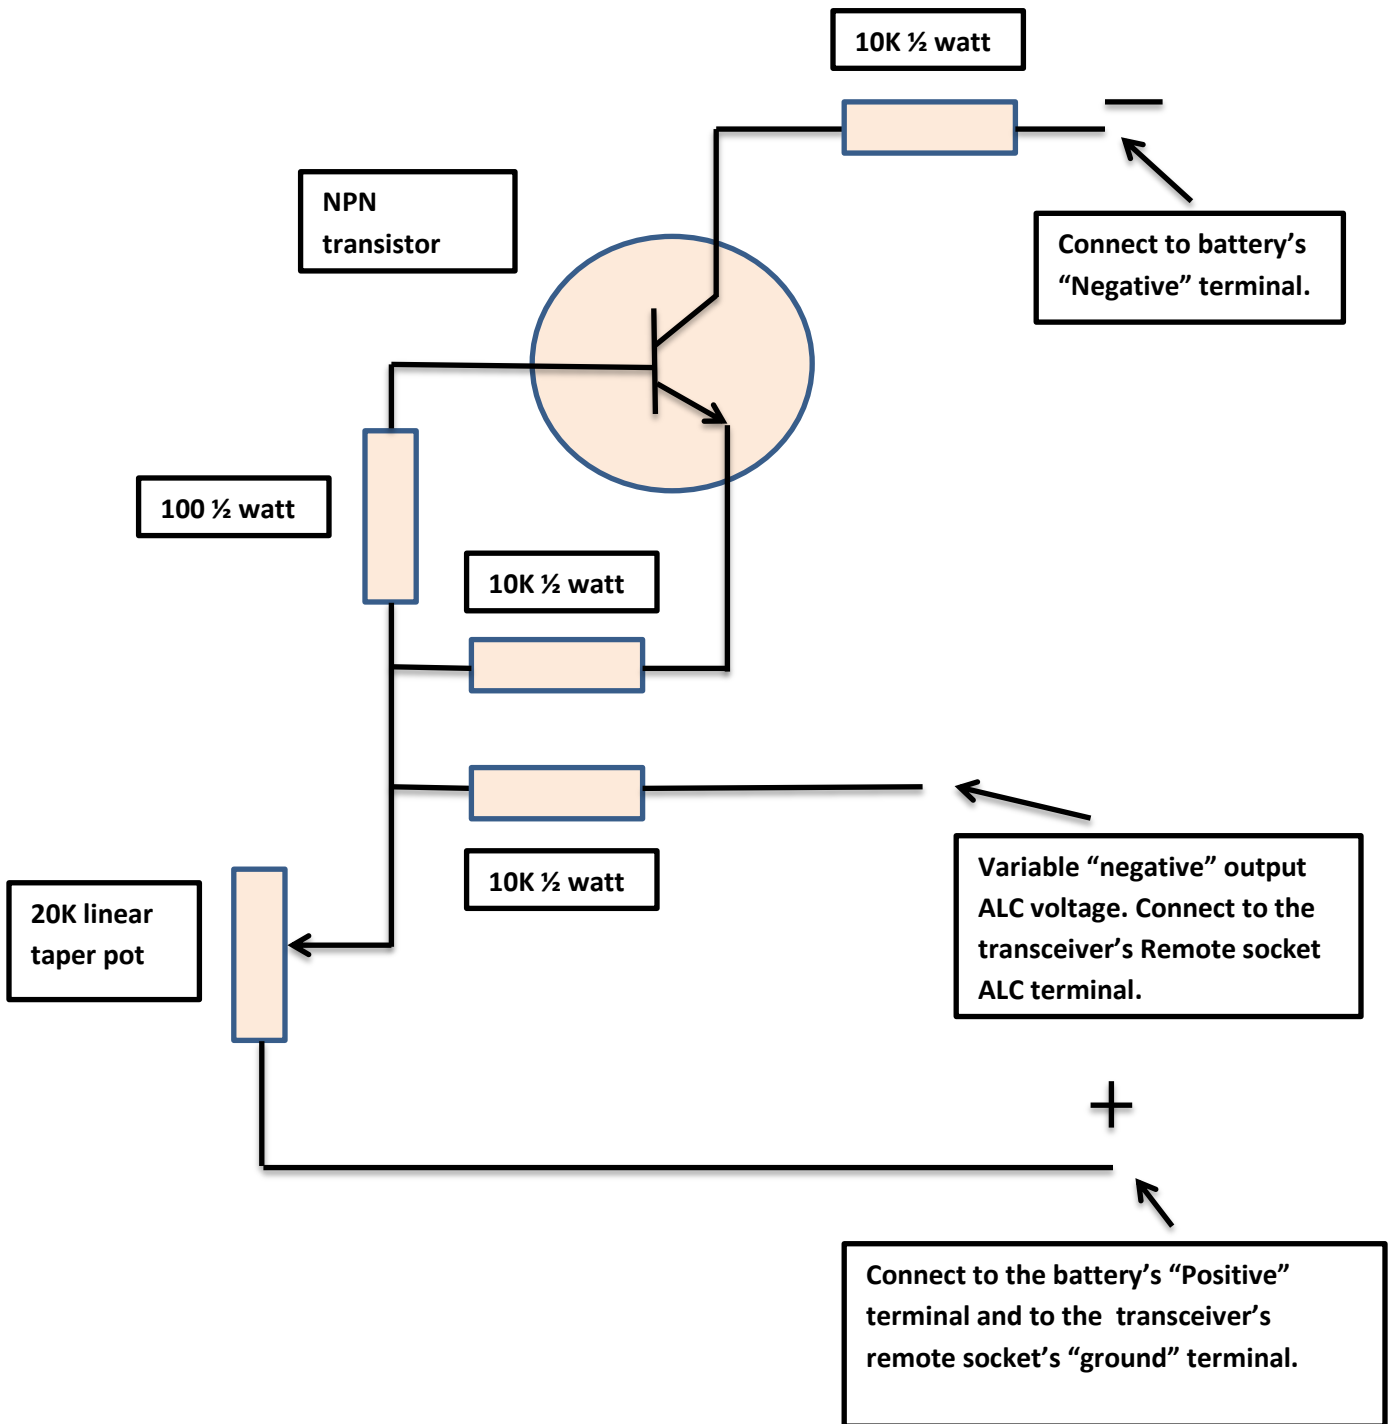 10K ½ watt
NPN
transistor
Connect to battery’s
“Negative” terminal.
100 ½ watt
10K ½ watt
10K ½ watt
Variable “negative” output
ALC voltage. Connect to the
transceiver’s Remote socket
ALC terminal.
20K linear
taper pot
Connect to the battery’s “Positive”
terminal and to the  transceiver’s
remote socket’s “ground” terminal.